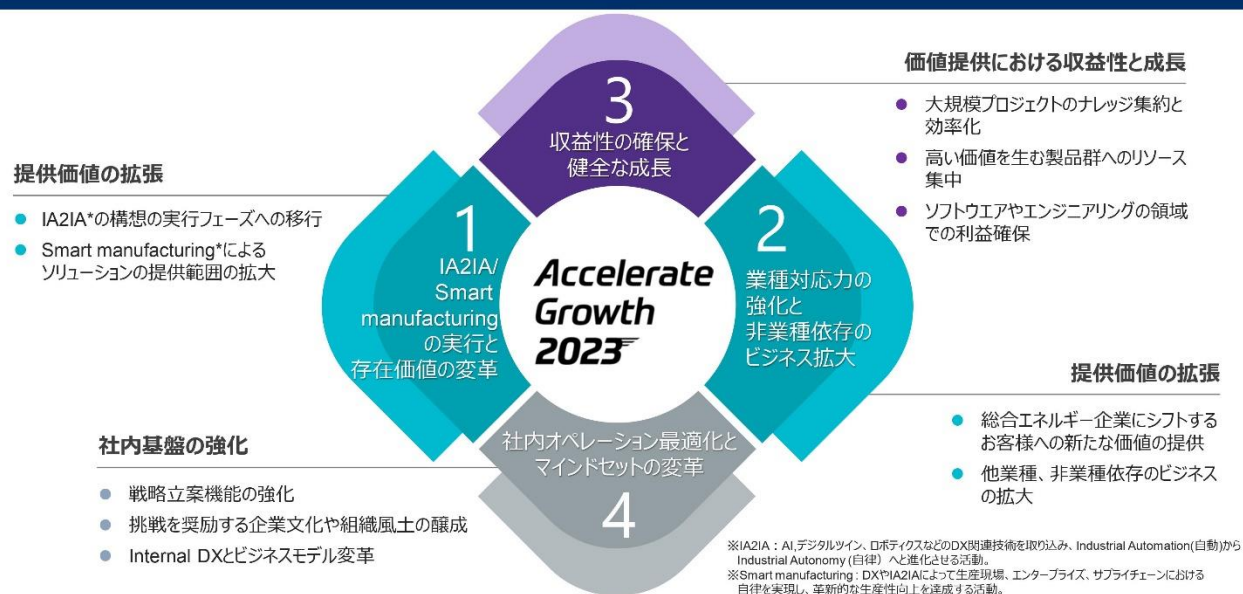 3
収益性の確保と
健全な成長
価値提供における収益性と成長
大規模プロジェクトのナレッジ集約と
効率化
高い価値を生む製品群へのリソース
集中
ソフトウエアやエンジニアリングの領域
での利益確保
提供価値の拡張
IA2IA*の構想の実行フェーズへの移行
Smart manufacturing*による
ソリューションの提供範囲の拡大
1
IA2IA/
Smart
manufacturing
の実行と
存在価値の変革
Accelerate
Growth
2023
2
業種対応力の
強化と
非業種依存の
ビジネス拡大
提供価値の拡張
総合エネルギー企業にシフトする
お客様への新たな価値の提供
他業種、非業種依存のビジネス
の拡大
社内基盤の強化
戦略立案機能の強化
挑戦を奨励する企業文化や組織風土の醸成
Internal DXとビジネスモデル変革
社内オペレーション最適化と
マインドセットの変革
4
※IA2IA：AI,デジタルツイン、ロボティクスなどのDX関連技術を取り込み、Industrial Automation(自動)から
Industrial Autonomy (自律）へと進化させる活動。
※Smart manufacturing : DXやIA2IAによって生産現場、エンタープライズ、サプライチェーンにおける
自律を実現し、革新的な生産性向上を達成する活動。